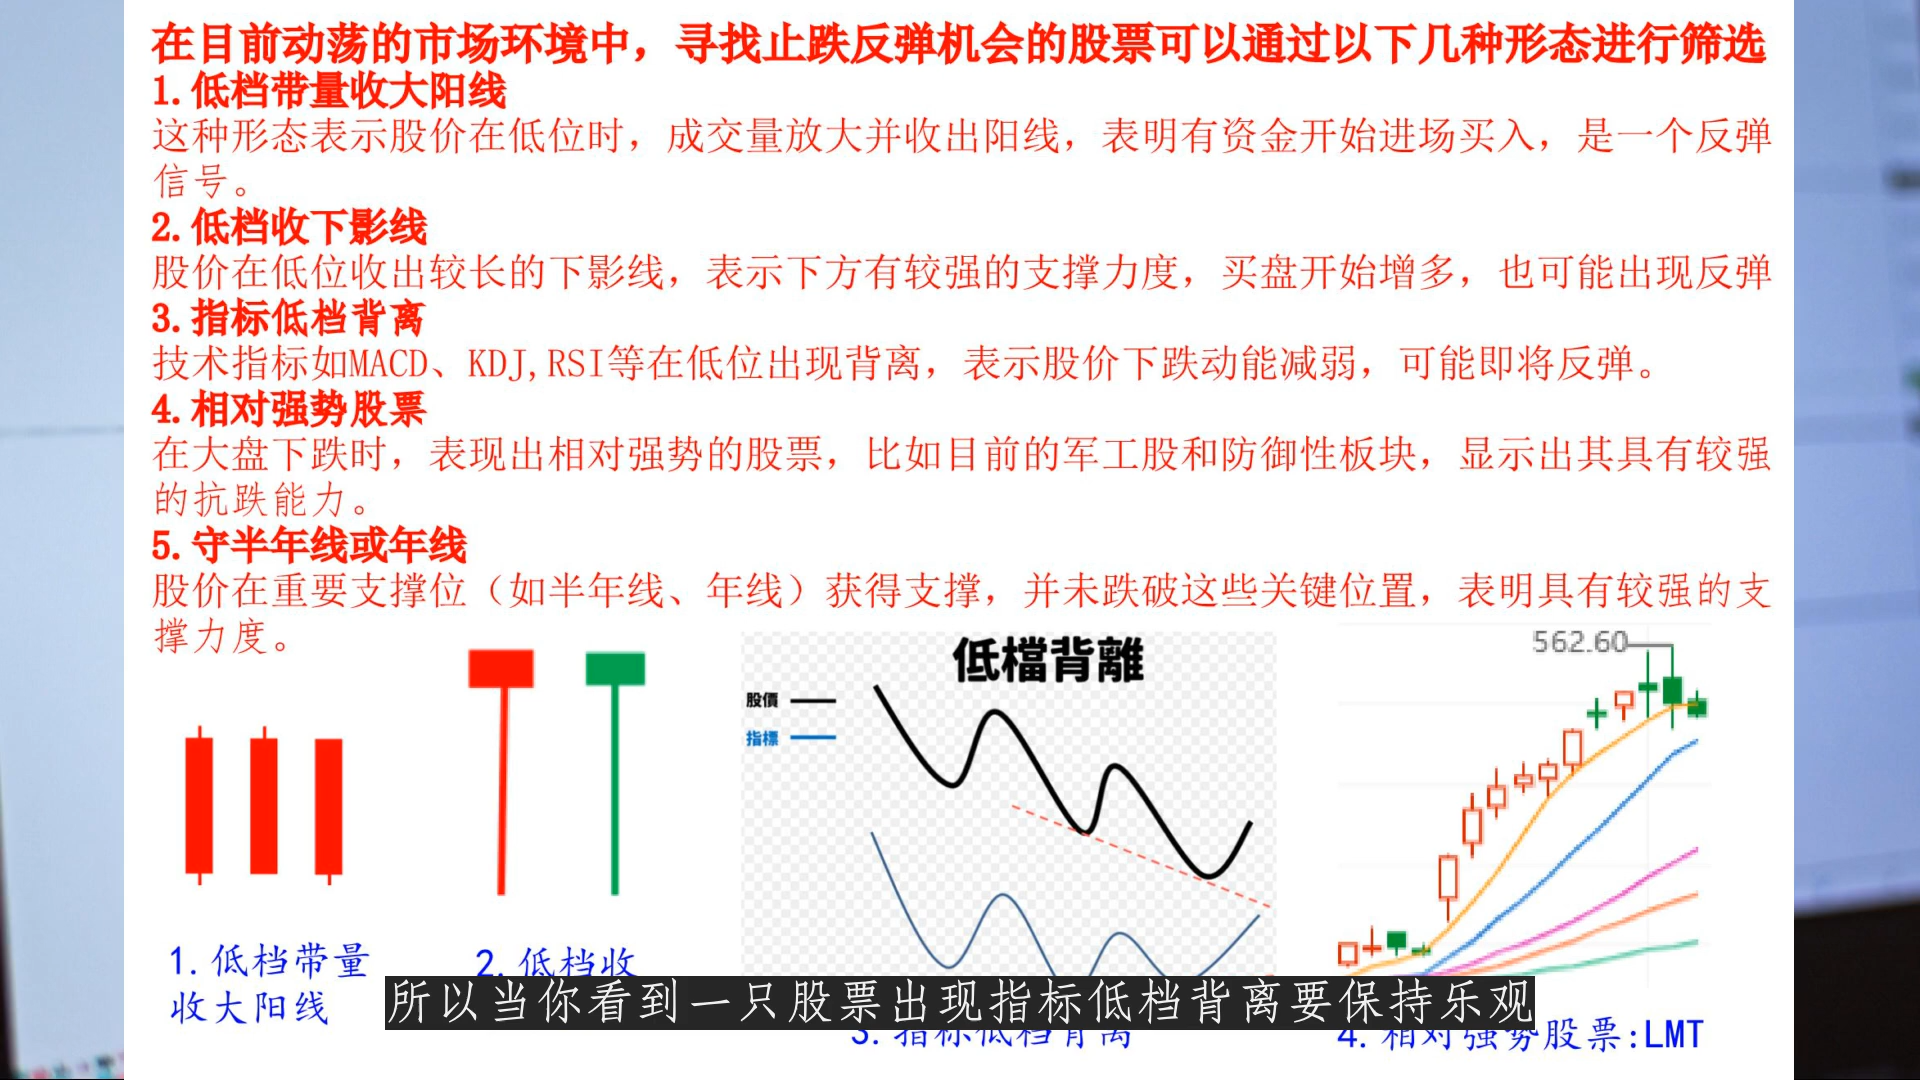 在目前动荡的市场环境中，寻找止跌反弹机会的股票可以通过以下几种形态进行筛选
1.低档带量收大阳线
这种形态表示股价在低位时，成交量放大并收出阳线，表明有资金开始进场买入，是一个反弹
信号。
2.低档收下影线
股价在低位收出较长的下影线，表示下方有较强的支撑力度，买盘开始增多，也可能出现反弹
3.指标低档背离
技术指标如MACD、KDJ,RSI等在低位出现背离，表示股价下跌动能减弱，可能即将反弹。
4.相对强势股票
在大盘下跌时，表现出相对强势的股票，比如目前的军工股和防御性板块，显示出其具有较强
的抗跌能力。
5.守半年线或年线
股价在重要支撑位（如半年线、年线）获得支撑，并未跌破这些关键位置，表明具有较强的支
撑力度。
低檔背離
股價
指標
562.60
1.低档带量
收大阳线
2.低档收
3.指标低档背离
4.相对强势股票:LMT
所以当你看到一只股票出现指标低档背离要保持乐观